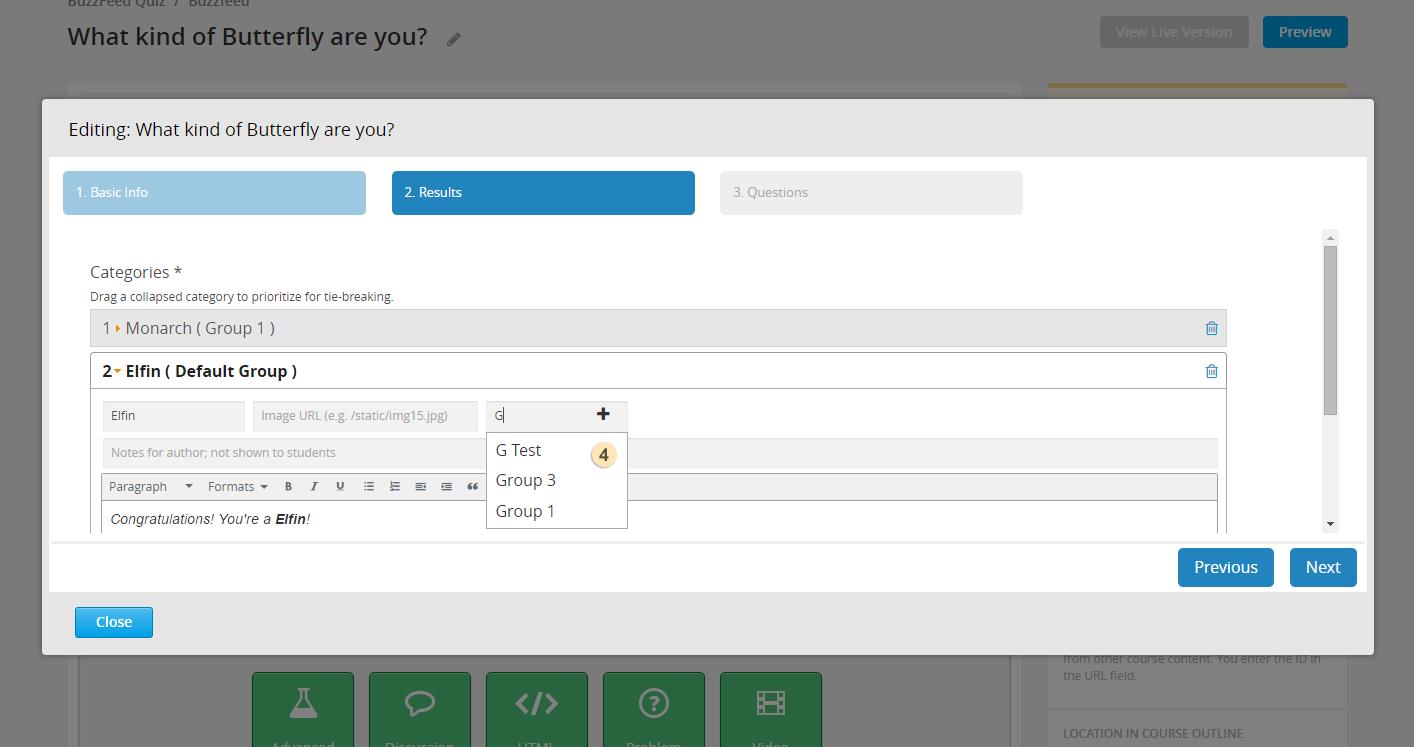 BuzzFeed Quiz / Buzzfeed
What kind of Butterfly are you?
View Live Version
Preview
Editing: What kind of Butterfly are you?
1. Basic Info
2. Results
3. Questions
Categories *
Drag a collapsed category to prioritize for tie-breaking.
1 Monarch ( Group 1 )
2 Elfin ( Default Group )
Elfin
Image URL (e.g. /static/img15.jpg)
G
Notes for author; not shown to students
G Test
4
Group 3
Group 1
Paragraph
Formats
B I U
Congratulations! You're a Elfin!
Previous
Next
Close
from other course content. You enter the ID in
the URL field.
Advanced
Discussion
HTML
Problem
Video
LOCATION IN COURSE OUTLINE